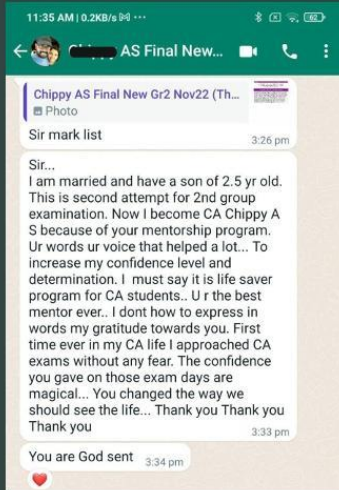 11:35 AM | 0.2KB/s ...
62
AS Final New...
Chippy AS Final New Gr2 Nov22 (Th...
Photo
Sir mark list
3:26 pm
Sir...
I am married and have a son of 2.5 yr old.
This is second attempt for 2nd group
examination. Now I become CA Chippy A
S because of your mentorship program.
Ur words ur voice that helped a lot... To
increase my confidence level and
determination. I must say it is life saver
program for CA students.. U r the best
mentor ever.. I dont how to express in
words my gratitude towards you. First
time ever in my CA life I approached CA
exams without any fear. The confidence
you gave on those exam days are
magical... You changed the way we
should see the life... Thank you Thank you
Thank you
3:33 pm
You are God sent
3:34 pm